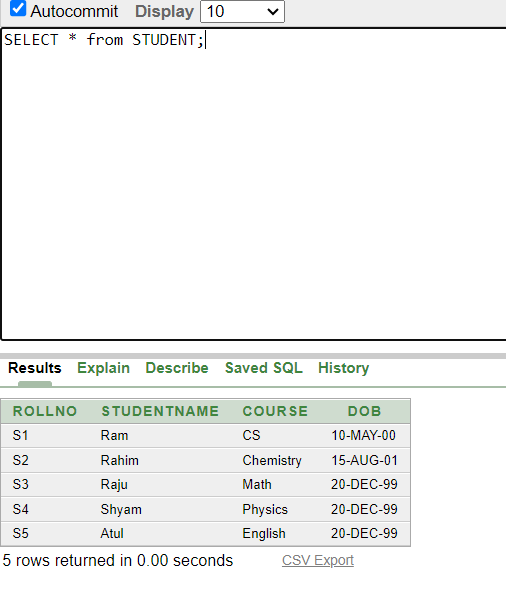 Autocommit Display 10
SELECT * from STUDENT;
Results Explain Describe Saved SQL History
ROLLNO STUDENTNAME COURSE DOB
S1 Ram CS 10-MAY-00
S2 Rahim Chemistry 15-AUG-01
S3 Raju Math 20-DEC-99
S4 Shyam Physics 20-DEC-99
S5 Atul English 20-DEC-99
5 rows returned in 0.00 seconds CSV Export